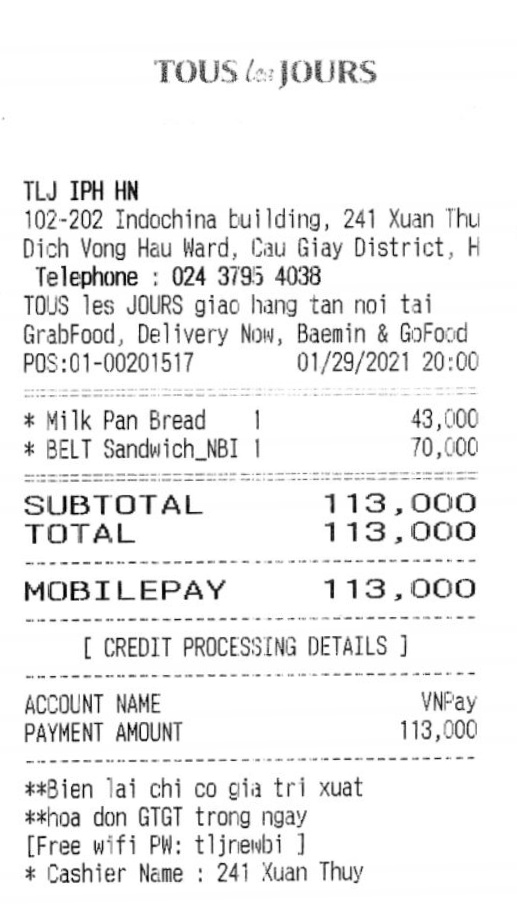 TOUS les JOURS
TLJ IPH HN
102-202 Indochina building, 241 Xuan Thu
Dich Vong Hau Ward, Cau Giay District, H
Telephone : 024 3795 4038
TOUS les JOURS giao hang tan noi tai
GrabFood, Delivery Now, Baemin & GoFood
POS:01-00201517 01/29/2021 20:00
* Milk Pan Bread 1 43,000
* BELT Sandwich_NBI 1 70,000
SUBTOTAL 113,000
TOTAL 113,000
MOBILEPAY 113,000
[ CREDIT PROCESSING DETAILS ]
ACCOUNT NAME VNPay
PAYMENT AMOUNT 113,000
**Bien lai chi co gia tri xuat
**hoa don GTGT trong ngay
[Free wifi PW: tljnewbi ]
* Cashier Name : 241 Xuan Thuy